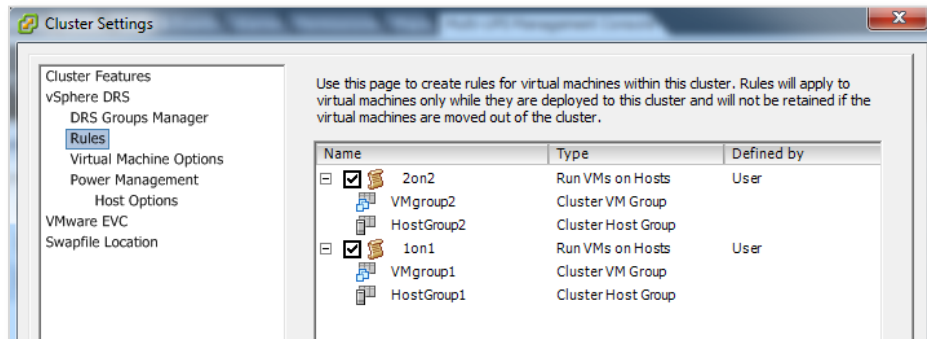 Cluster Settings
Cluster Features
vSphere DRS
DRS Groups Manager
Rules
Virtual Machine Options
Power Management
Host Options
VMware EVC
Swapfile Location
Use this page to create rules for virtual machines within this cluster. Rules will apply to
virtual machines only while they are deployed to this cluster and will not be retained if the
virtual machines are moved out of the cluster.
Name Type Defined by
2on2 Run VMs on Hosts User
VMgroup2 Cluster VM Group
HostGroup2 Cluster Host Group
1on1 Run VMs on Hosts User
VMgroup1 Cluster VM Group
HostGroup1 Cluster Host Group